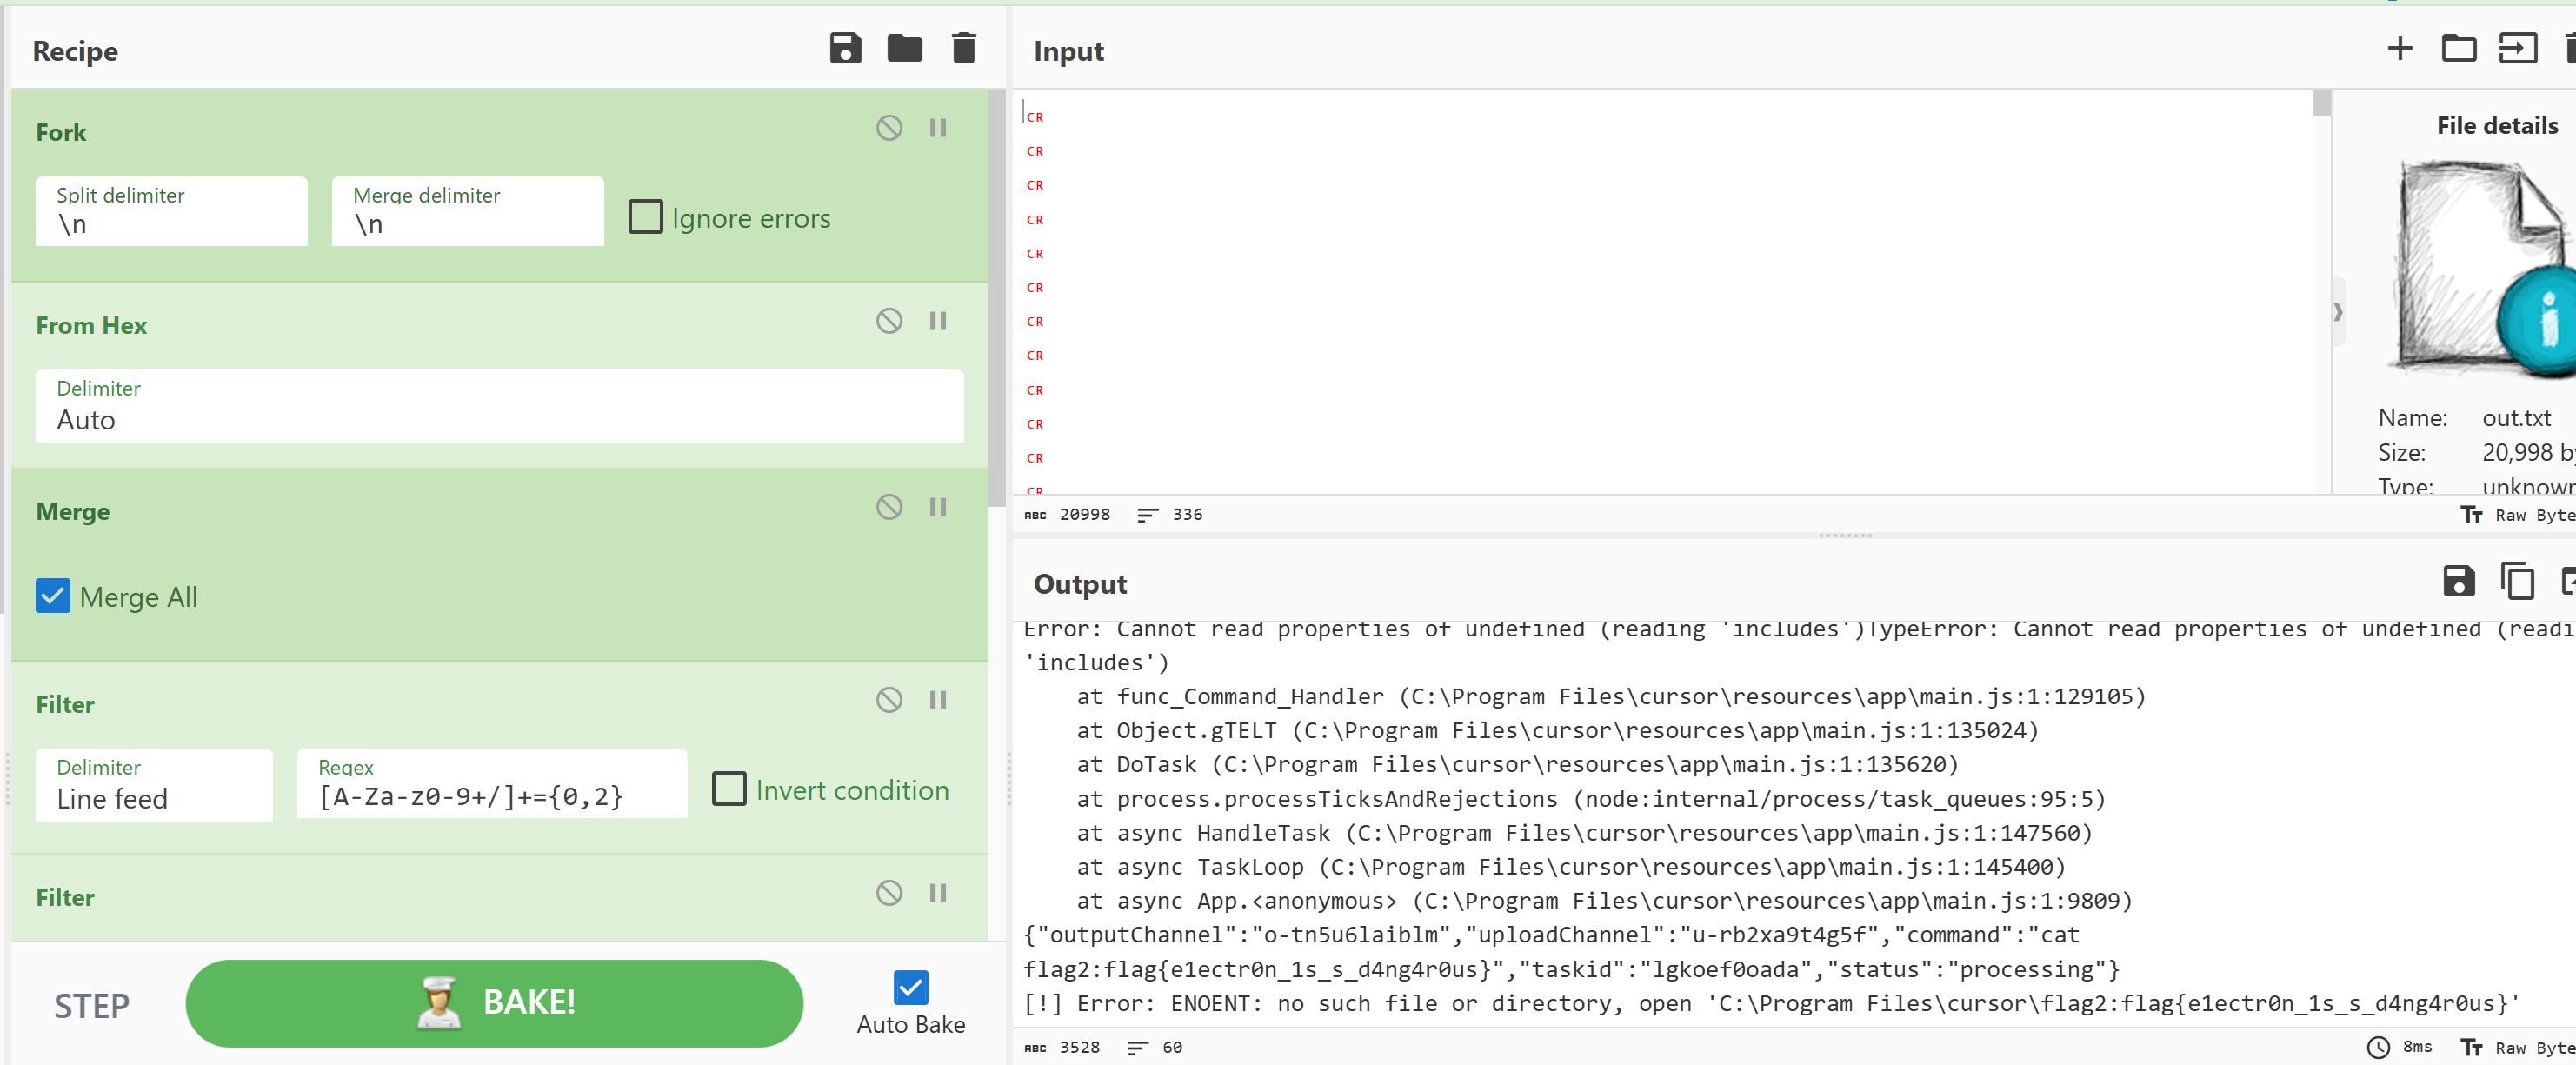 Recipe
Fork
Split delimiter
\n
Merge delimiter
\n
Ignore errors
From Hex
Delimiter
Auto
Merge
Merge All
Filter
Delimiter
Line feed
Regex
[A-Za-z0-9+/]+={0,2}
Invert condition
Filter
STEP
BAKE!
Auto Bake
Input
CR
CR
CR
CR
CR
CR
CR
CR
CR
CR
CR
CR
File details
Name: out.txt
Size: 20,998 by
Type: unknown
ABC 20998 336
Tт Raw Byte
Output
Error: Cannot read properties of undefined (reading 'includes')TypeError: Cannot read properties of undefined (readi
'includes')
at func_Command_Handler (C:\Program Files\cursor\resources\app\main.js:1:129105)
at Object.gTELT (C:\Program Files\cursor\resources\app\main.js:1:135024)
at DoTask (C:\Program Files\cursor\resources\app\main.js:1:135620)
at process.processTicksAndRejections (node:internal/process/task_queues:95:5)
at async HandleTask (C:\Program Files\cursor\resources\app\main.js:1:147560)
at async TaskLoop (C:\Program Files\cursor\resources\app\main.js:1:145400)
at async App.<anonymous> (C:\Program Files\cursor\resources\app\main.js:1:9809)
{"outputChannel":"o-tn5u6laiblm","uploadChannel":"u-rb2xa9t4g5f","command":"cat
flag2:flag{e1ectr0n_1s_s_d4ng4r0us}","taskid":"lgkoef0oada","status":"processing"}
[!] Error: ENOENT: no such file or directory, open 'C:\Program Files\cursor\flag2:flag{e1ectr0n_1s_s_d4ng4r0us}'
ABC 3528 60
8ms Tт Raw Byte